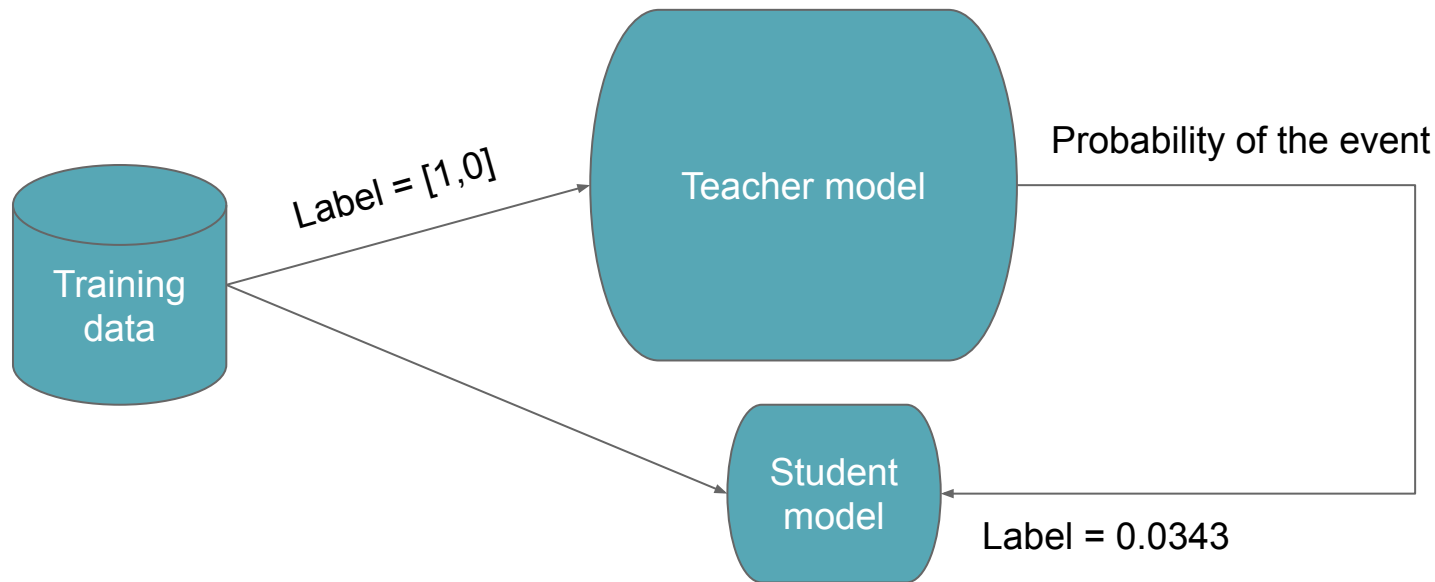 Training
data
Label = [1,0]
Teacher model
Probability of the event
Student
model
Label = 0.0343